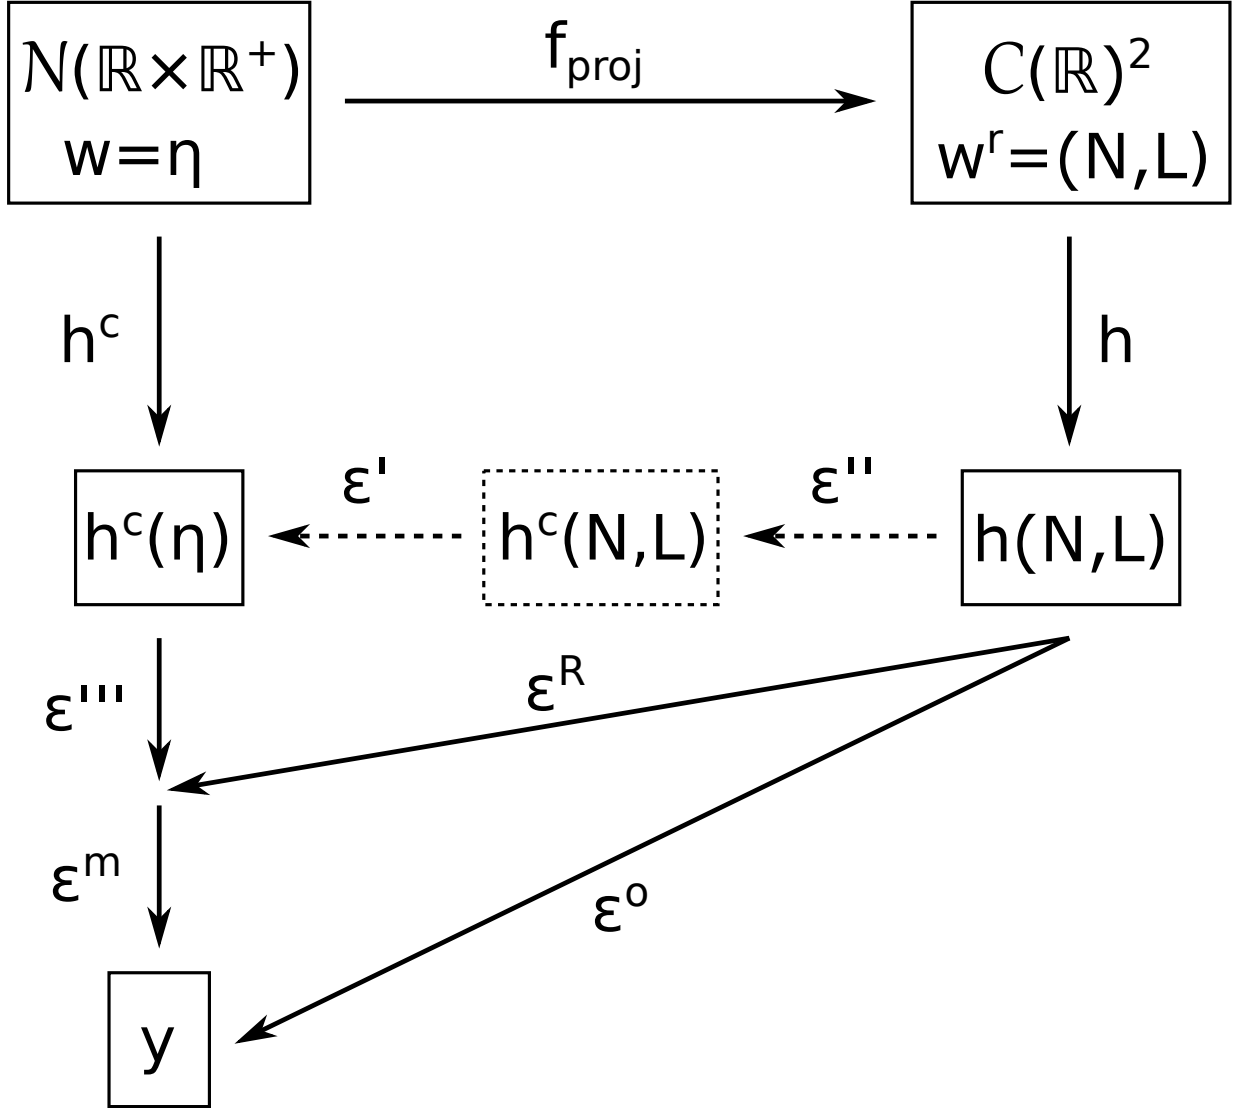 f_proj
𝒩(ℝ×ℝ⁺)
w=η
C(ℝ)²
wʳ=(N,L)
hᶜ
h
ε'
ε''
hᶜ(η)
hᶜ(N,L)
h(N,L)
ε'''
εᴿ
εᵐ
εᵒ
y